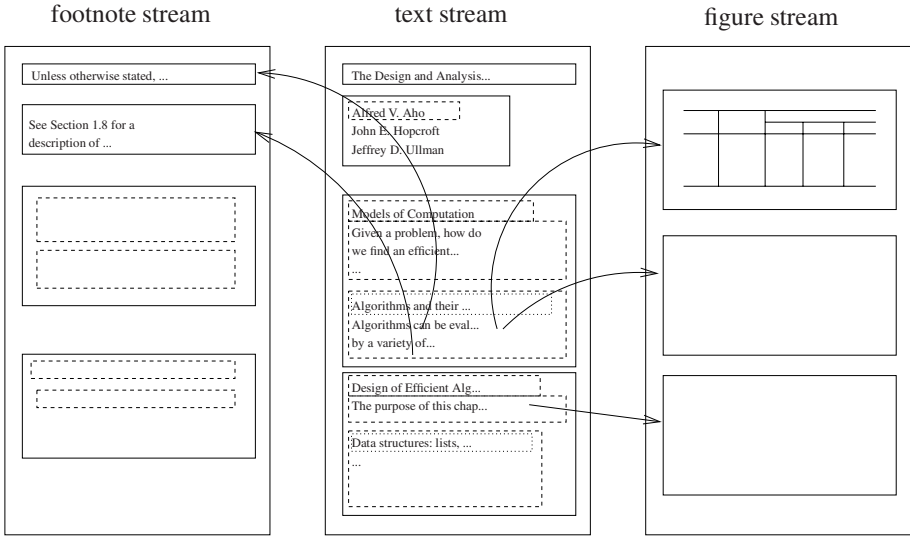 footnote stream
text stream
figure stream
Unless otherwise stated, ...
See Section 1.8 for a
description of ...
The Design and Analysis...
Alfred V. Aho
John E. Hopcroft
Jeffrey D. Ullman
Models of Computation
Given a problem, how do
we find an efficient...
...
Algorithms and their ...
Algorithms can be eval...
by a variety of...
Design of Efficient Alg...
The purpose of this chap...
Data structures: lists, ...
...